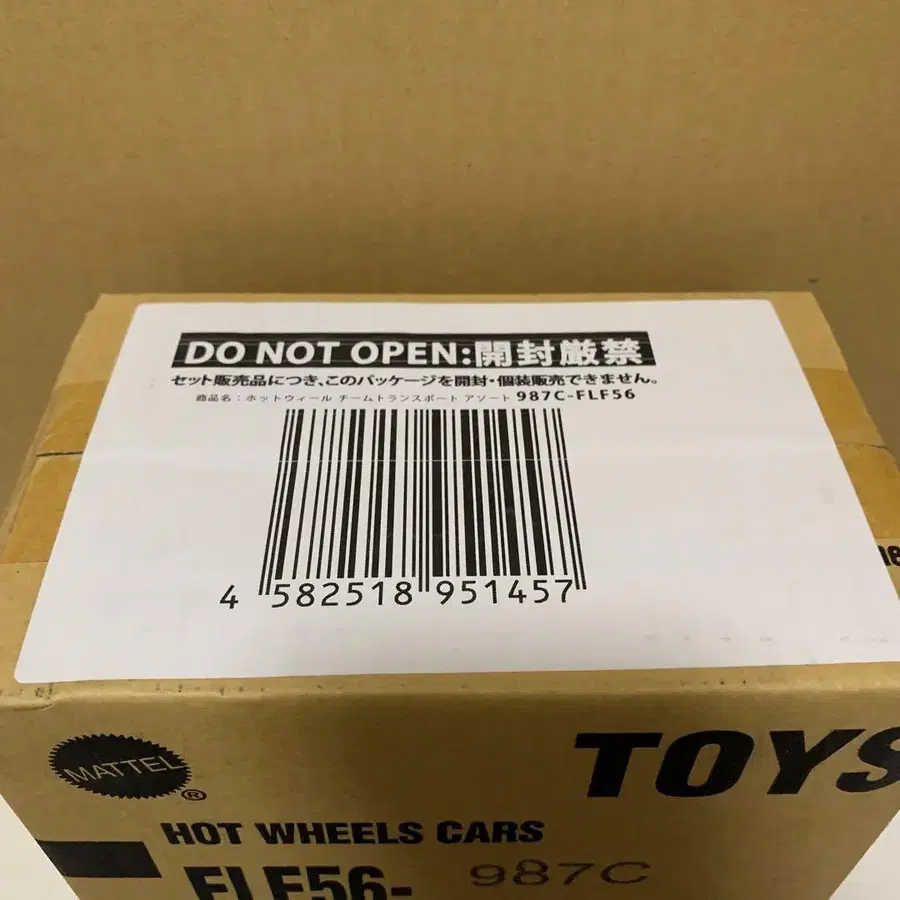 DO NOT OPEN:開封厳禁
セット販売品につき、このパッケージを開封・個装販売できません。
商品名：ホットウィール チームトランスポート アソート 987C-FLF56
4 582518 951457
MATTEL
®
TOYS
HOT WHEELS CARS
FLF56- 987C